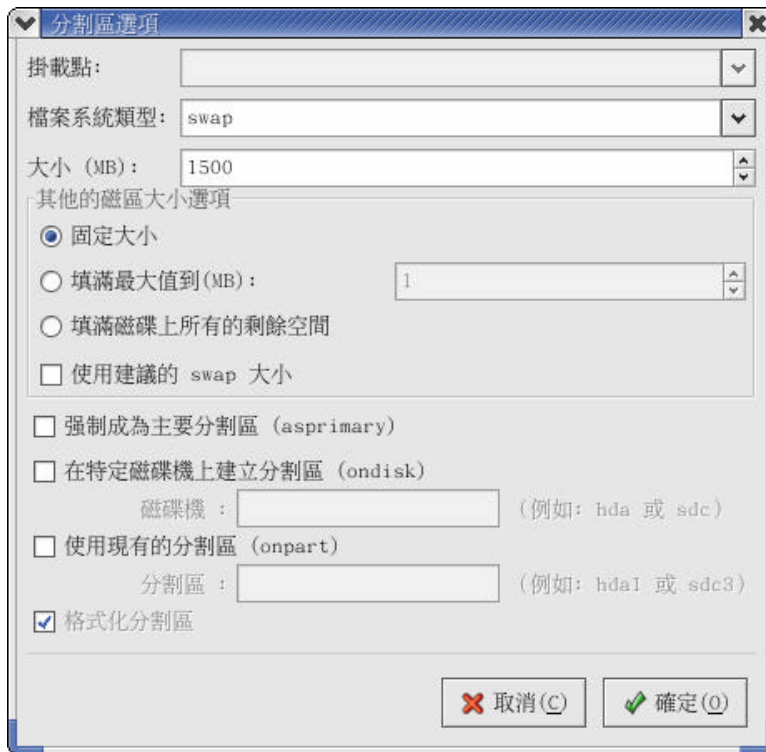 分割區選項
掛載點:
檔案系統類型: swap
大小 (MB): 1500
其他的磁區大小選項
固定大小
填滿最大值到(MB): 1
填滿磁碟上所有的剩餘空間
使用建議的 swap 大小
强制成為主要分割區 (asprimary)
在特定磁碟機上建立分割區 (ondisk)
磁碟機 : (例如: hda 或 sdc)
使用現有的分割區 (onpart)
分割區 : (例如: hda1 或 sdc3)
格式化分割區
取消(C) 確定(O)